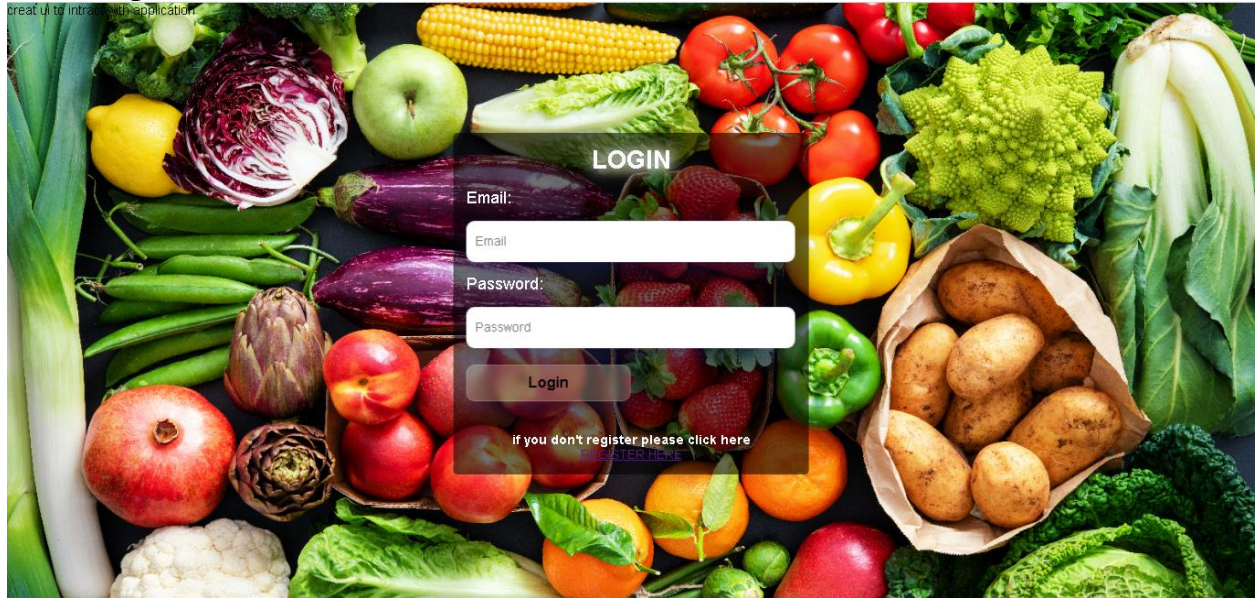 creat ui to intract with application
LOGIN
Email:
Email
Password:
Password
Login
if you don't register please click here
REGISTER HERE